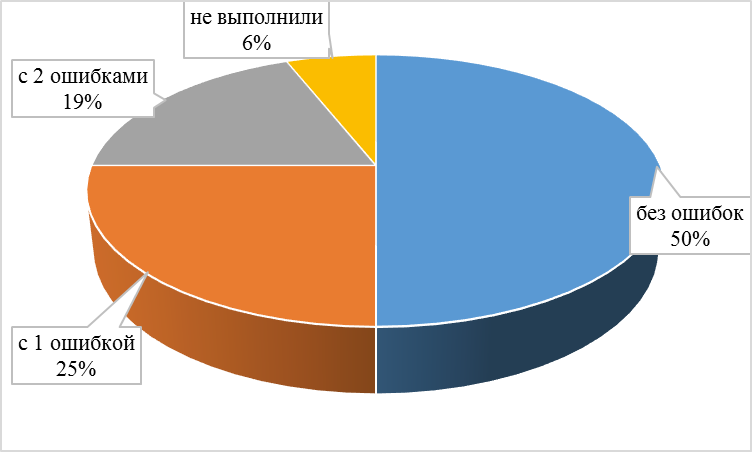 не выполнили
6%
с 2 ошибками
19%
без ошибок
50%
с 1 ошибкой
25%